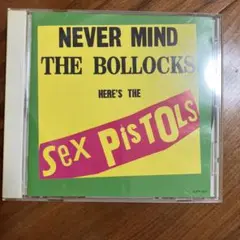 NEVER MIND
THE BOLLOCKS
HERE'S THE
Sex PisTOLs